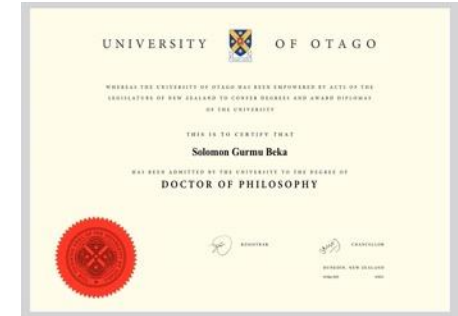 UNIVERSITY OF OTAGO
WHEREAS THE UNIVERSITY OF OTAGO HAS BEEN EMPOWERED BY ACTS OF THE
LEGISLATURE OF NEW ZEALAND TO CONFER DEGREES AND AWARD DIPLOMAS
OF THE UNIVERSITY
THIS IS TO CERTIFY THAT
Solomon Gurmu Beka
HAS BEEN ADMITTED BY THE UNIVERSITY TO THE DEGREE OF
DOCTOR OF PHILOSOPHY
REGISTRAR
CHANCELLOR
DUNEDIN, NEW ZEALAND